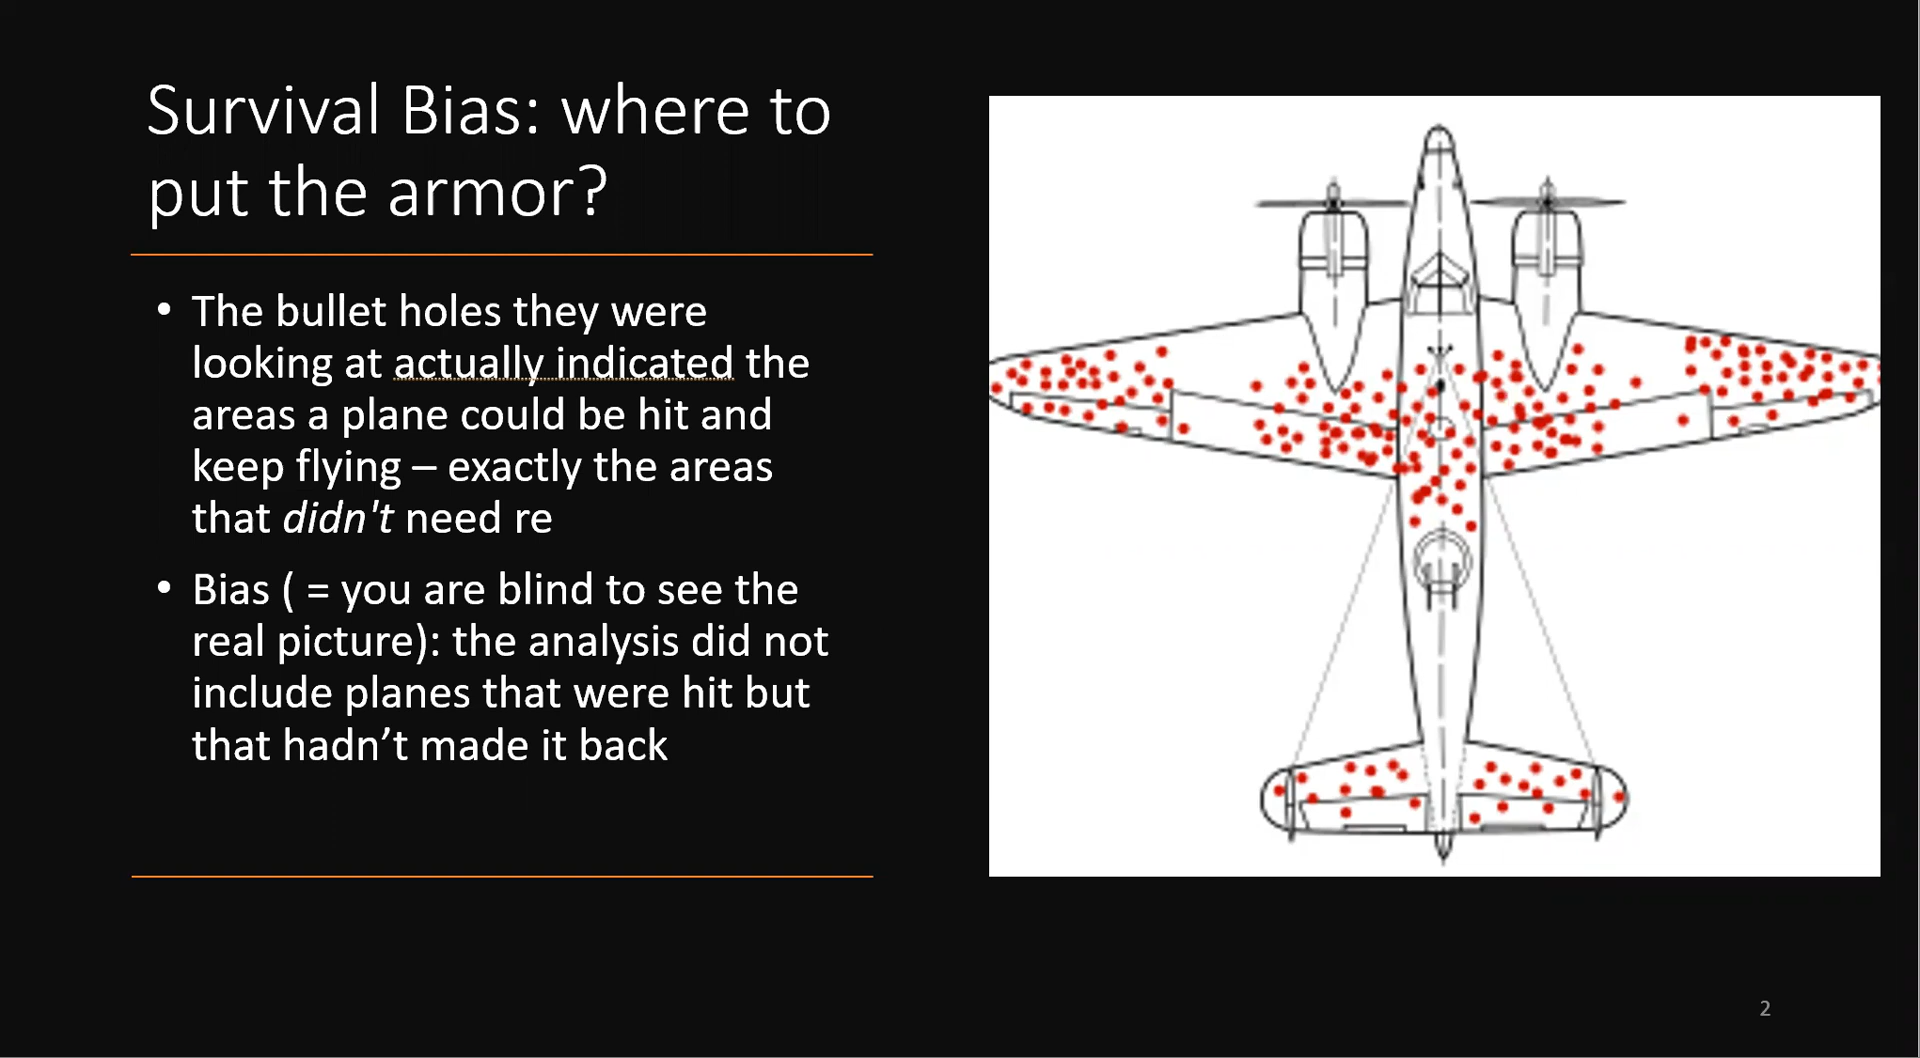 Survival Bias: where to
put the armor?
• The bullet holes they were
looking at actually indicated the
areas a plane could be hit and
keep flying – exactly the areas
that didn't need re
• Bias ( = you are blind to see the
real picture): the analysis did not
include planes that were hit but
that hadn’t made it back
2